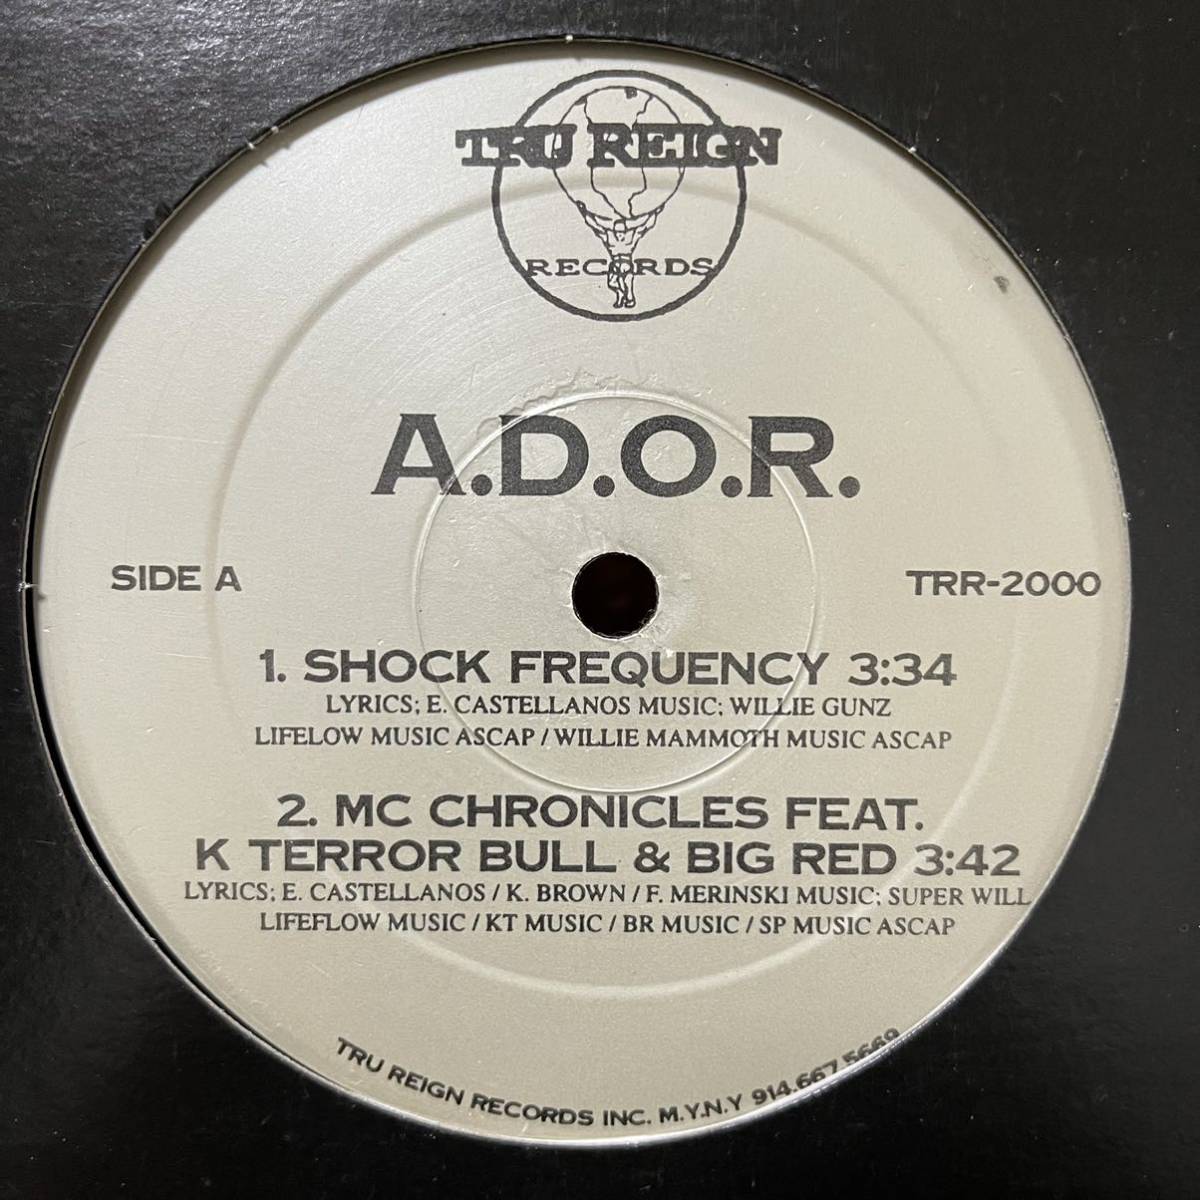 TRU REIGN
RECORDS
A.D.O.R.
SIDE A
TRR-2000
1. SHOCK FREQUENCY 3:34
LYRICS; E. CASTELLANOS MUSIC; WILLIE GUNZ
LIFELOW MUSIC ASCAP / WILLIE MAMMOTH MUSIC ASCAP
2. MC CHRONICLES FEAT.
K TERROR BULL & BIG RED 3:42
LYRICS; E. CASTELLANOS / K. BROWN / F. MERINSKI MUSIC; SUPER WILL
LIFEFLOW MUSIC / KT MUSIC / BR MUSIC / SP MUSIC ASCAP
TRU REIGN RECORDS INC. M.Y.N.Y 914.667.5669